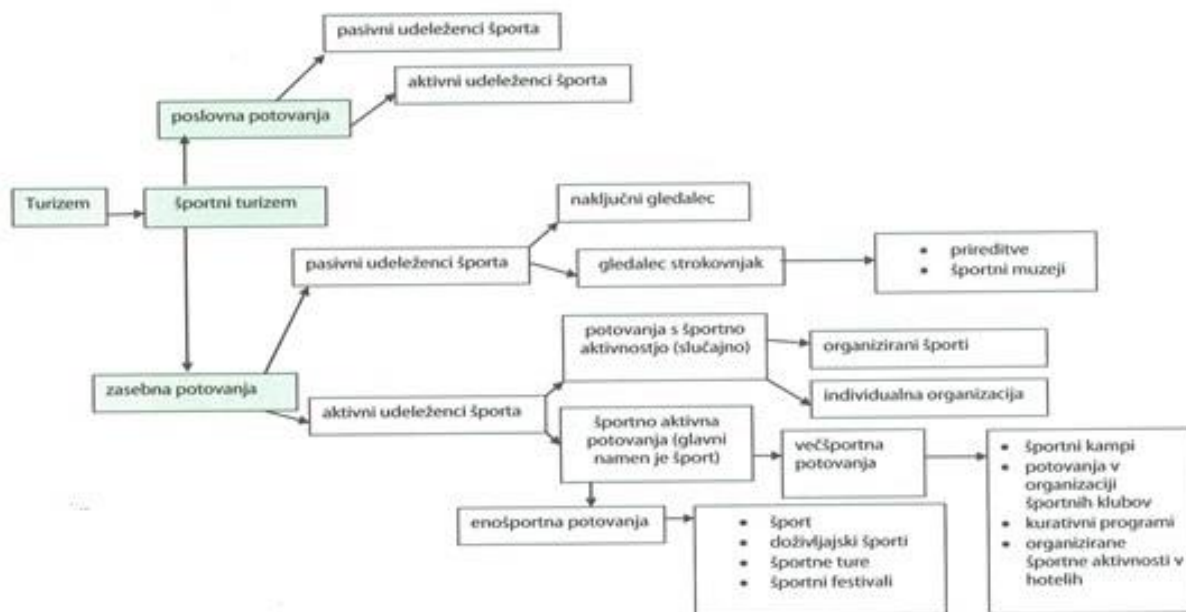 pasivni udeleženci športa
aktivni udeleženci športa
poslovna potovanja
Turizem
športni turizem
naključni gledalec
pasivni udeleženci športa
gledalec strokovnjak
• prireditve
• športni muzeji
potovanja s športno
aktivnostjo (slučajno)
organizirani športi
zasebna potovanja
individualna organizacija
aktivni udeleženci športa
športno aktivna
potovanja (glavni
namen je šport)
večšportna
potovanja
• športni kampi
• potovanja v
organizaciji
športnih klubov
• kurativni programi
• organizirane
športne aktivnosti v
hotelih
enošportna potovanja
• šport
• doživljajski športi
• športne ture
• športni festivali